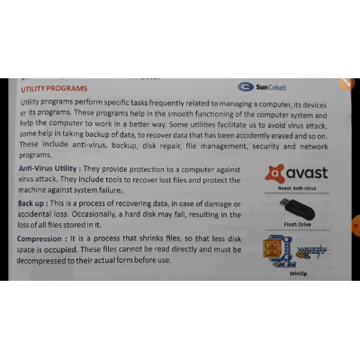 UTILITY PROGRAMS
Sun Cobalt
Utility programs perform specific tasks frequently related to managing a computer, its devices
or its programs. These programs help in the smooth functioning of the computer system and
help the computer to work in a better way. Some utilities facilitate us to avoid virus attack,
some help in taking backup of data, to recover data that has been accidently erased and so on.
These include anti-virus, backup, disk repair, file management, security and network
programs.
Anti-Virus Utility : They provide protection to a computer against
virus attack. They include tools to recover lost files and protect the
machine against system failure.
avast
Avast Anti-virus
Back up : This is a process of recovering data, in case of damage or
accidental loss. Occasionally, a hard disk may fail, resulting in the
loss of all files stored in it.
Flash Drive
Compression : It is a process that shrinks files, so that less disk
space is occupied. These files cannot be read directly and must be
decompressed to their actual form before use.
WinZip